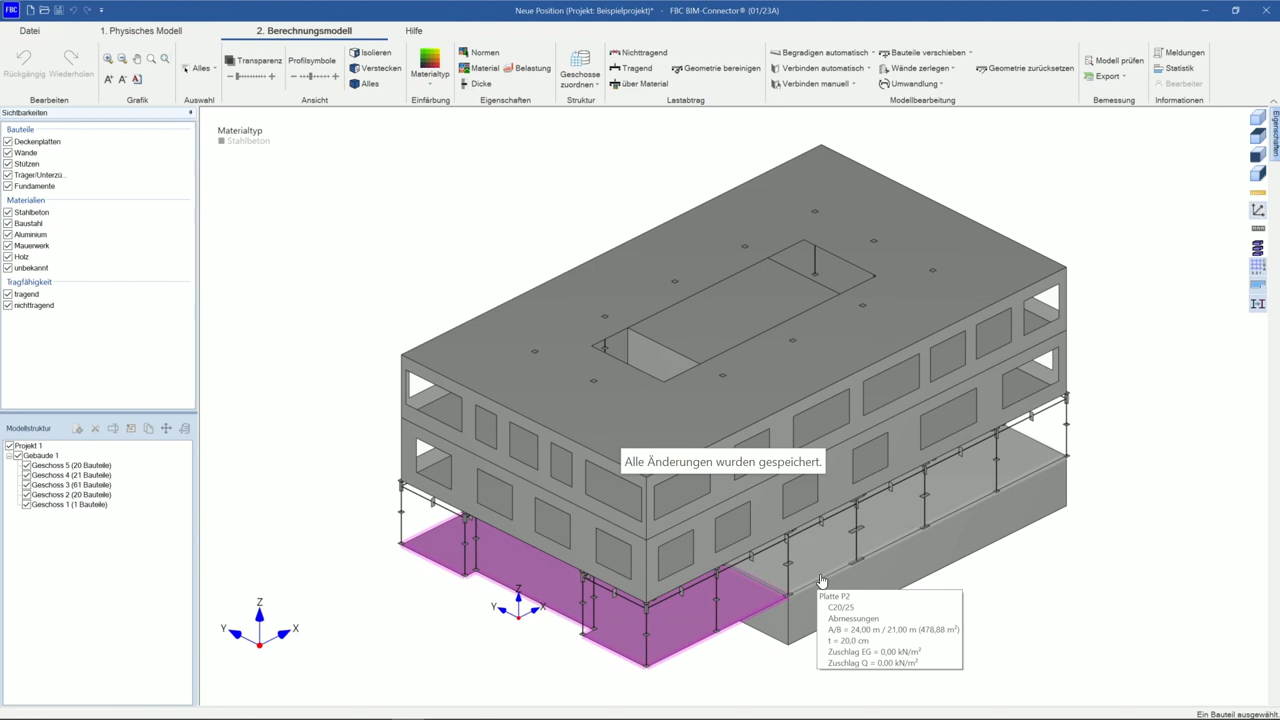 FBC
Neue Position (Projekt: Beispielprojekt)* - FBC BIM-Connector® (01/23A)
Datei
1. Physisches Modell
2. Berechnungsmodell
Hilfe
Rückgängig Wiederholen
Bearbeiten
Grafik
Alles
Auswahl
Transparenz
Profilsymbole
Isolieren
Verstecken
Alles
Ansicht
Materialtyp
Einfärbung
Normen
Material
Belastung
Dicke
Eigenschaften
Geschosse
zuordnen
Struktur
Nichttragend
Tragend
über Material
Geometrie bereinigen
Lastabtrag
Begradigen automatisch
Verbinden automatisch
Verbinden manuell
Bauteile verschieben
Wände zerlegen
Umwandlung
Geometrie zurücksetzen
Modellbearbeitung
Modell prüfen
Export
Bemessung
Meldungen
Statistik
Bearbeiter
Informationen
Sichtbarkeiten
Bauteile
Deckenplatten
Wände
Stützen
Träger/Unterzü...
Fundamente
Materialien
Stahlbeton
Baustahl
Aluminium
Mauerwerk
Holz
unbekannt
Tragfähigkeit
tragend
nichttragend
Modellstruktur
Projekt 1
Gebäude 1
Geschoss 5 (20 Bauteile)
Geschoss 4 (21 Bauteile)
Geschoss 3 (61 Bauteile)
Geschoss 2 (20 Bauteile)
Geschoss 1 (1 Bauteile)
Materialtyp
Stahlbeton
Eigenschaften
Alle Änderungen wurden gespeichert.
Z
Y
X
Z
Y
X
Platte P2
C20/25
Abmessungen
A/B = 24,00 m / 21,00 m (478,88 m²)
t = 20,0 cm
Zuschlag EG = 0,00 kN/m²
Zuschlag Q = 0,00 kN/m²
Ein Bauteil ausgewählt.